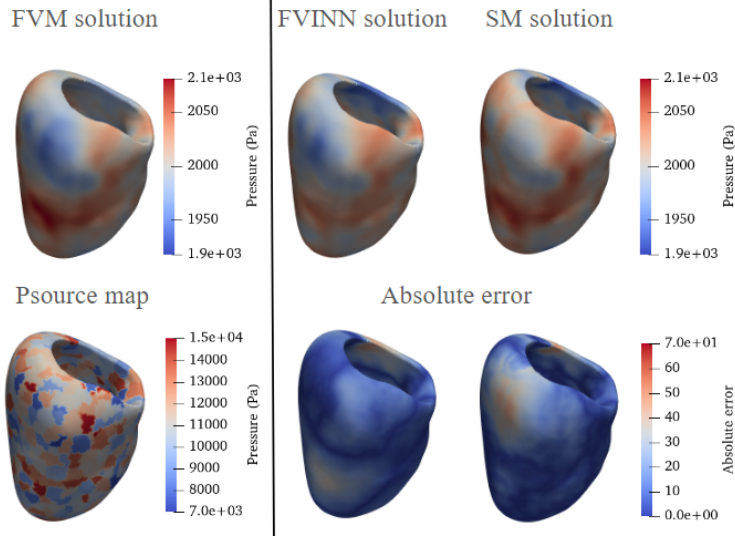 FVM solution
FVINN solution
SM solution
2.1e+03
2050
2000
1950
1.9e+03
Pressure (Pa)
2.1e+03
2050
2000
1950
1.9e+03
Pressure (Pa)
Psource map
Absolute error
1.5e+04
14000
13000
12000
11000
10000
9000
8000
7.0e+03
Pressure (Pa)
7.0e+01
60
50
40
30
20
10
0.0e+00
Absolute error